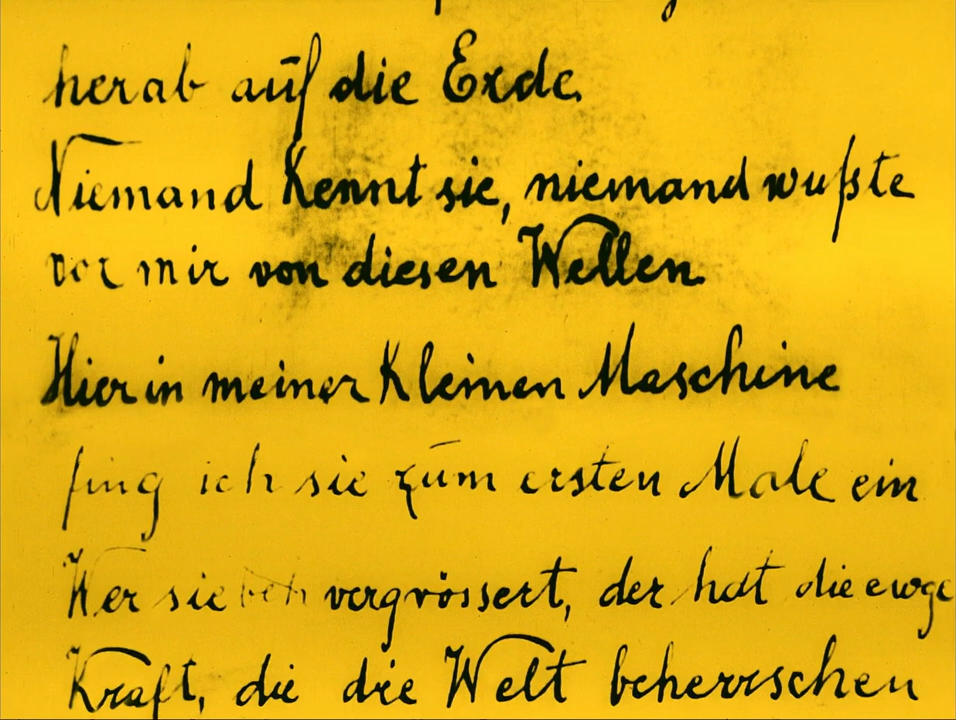 herab auf die Erde.
Niemand kennt sie, niemand wußte
vor mir von diesen Wellen.
Hier in meiner kleinen Maschine
fing ich sie zum ersten Male ein
Wer sie vergrössert, der hat die ewge
Kraft, die die Welt beherrschen